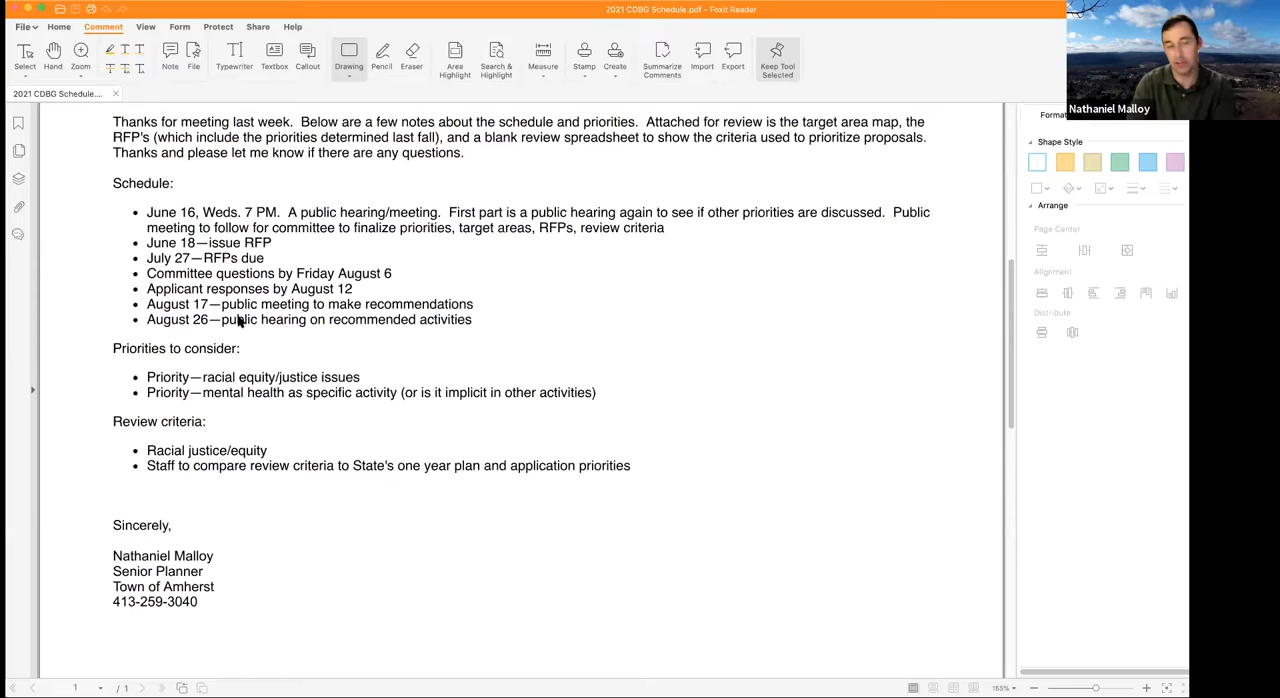 2021 CDBG Schedule.pdf - Foxit Reader
File Home Comment View Form Protect Share Help
Select Hand Zoom Note File Typewriter Textbox Callout Drawing Pencil Eraser Area Highlight Search & Highlight Measure Stamp Create Summarize Comments Import Export Keep Tool Selected
Nathaniel Malloy
2021 CDBG Schedule....
Format
Thanks for meeting last week. Below are a few notes about the schedule and priorities. Attached for review is the target area map, the
RFP's (which include the priorities determined last fall), and a blank review spreadsheet to show the criteria used to prioritize proposals.
Thanks and please let me know if there are any questions.
Schedule:
• June 16, Weds. 7 PM. A public hearing/meeting. First part is a public hearing again to see if other priorities are discussed. Public
meeting to follow for committee to finalize priorities, target areas, RFPs, review criteria
• June 18—issue RFP
• July 27—RFPs due
• Committee questions by Friday August 6
• Applicant responses by August 12
• August 17—public meeting to make recommendations
• August 26—public hearing on recommended activities
Priorities to consider:
• Priority—racial equity/justice issues
• Priority—mental health as specific activity (or is it implicit in other activities)
Review criteria:
• Racial justice/equity
• Staff to compare review criteria to State's one year plan and application priorities
Sincerely,
Nathaniel Malloy
Senior Planner
Town of Amherst
413-259-3040
Shape Style
Arrange
Page Center
Alignment
Distribute
1 / 1
155%